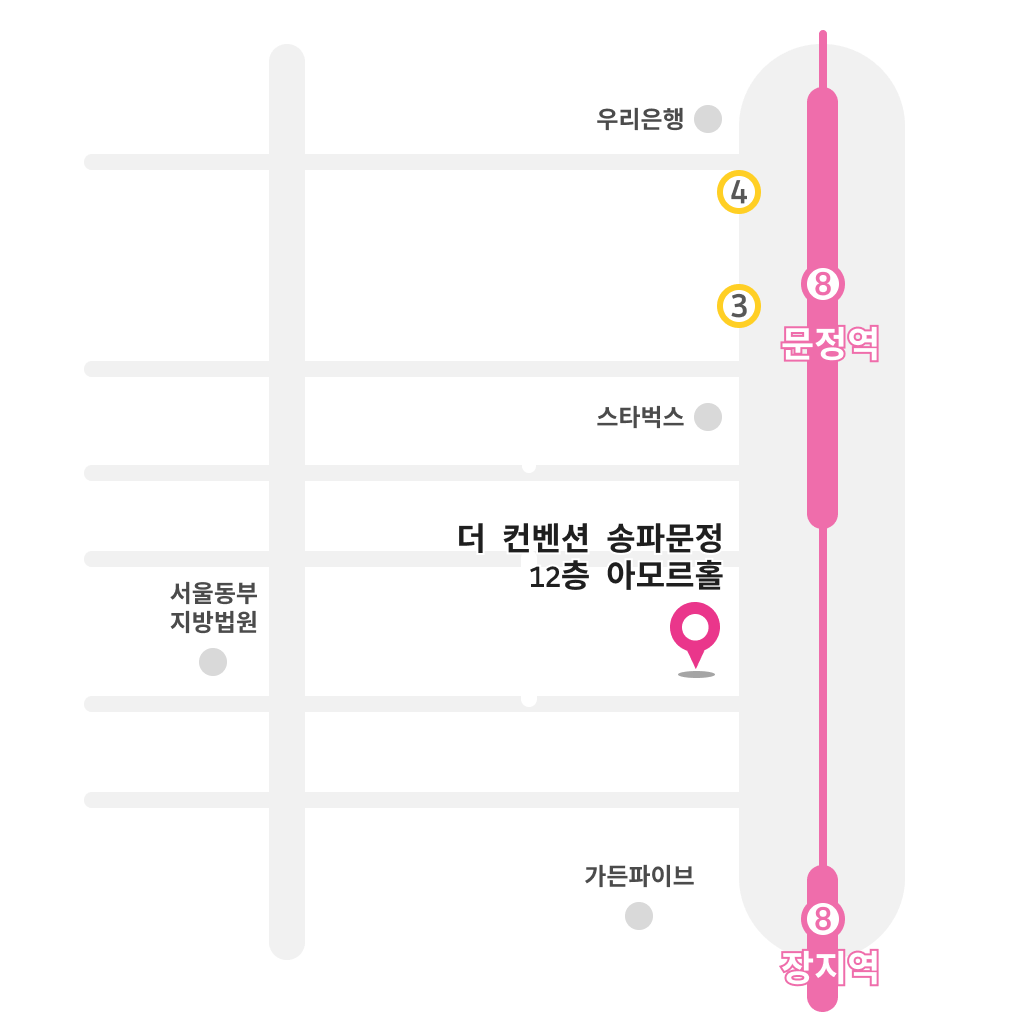 우리은행
4
8
3
문정역
스타벅스
더 컨벤션 송파문정
12층 아모르홀
서울동부
지방법원
가든파이브
8
장지역